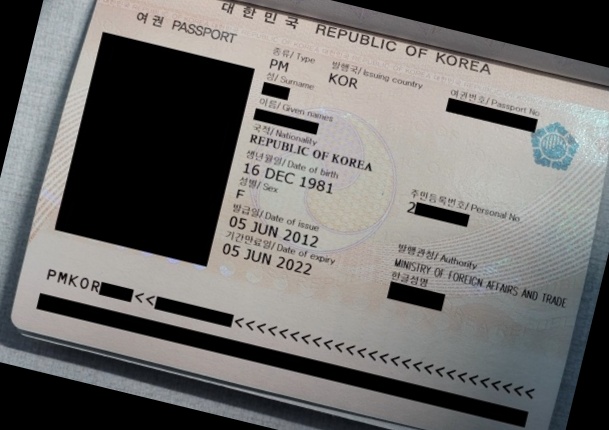 대한민국 REPUBLIC OF KOREA
여권 PASSPORT
종류/ Type
발행국/ Issuing country
여권번호/ Passport No.
PM
KOR
성/ Surname
이름/ Given names
국적/ Nationality
REPUBLIC OF KOREA
생년월일/ Date of birth
16 DEC 1981
주민등록번호/ Personal No.
성별/ Sex
F
2
발급일/ Date of issue
발행관청/ Authority
05 JUN 2012
MINISTRY OF FOREIGN AFFAIRS AND TRADE
기간만료일/ Date of expiry
한글성명
05 JUN 2022
PMKOR<<<<<<<<<<<<<<<<<<<<<<<<<<<<<